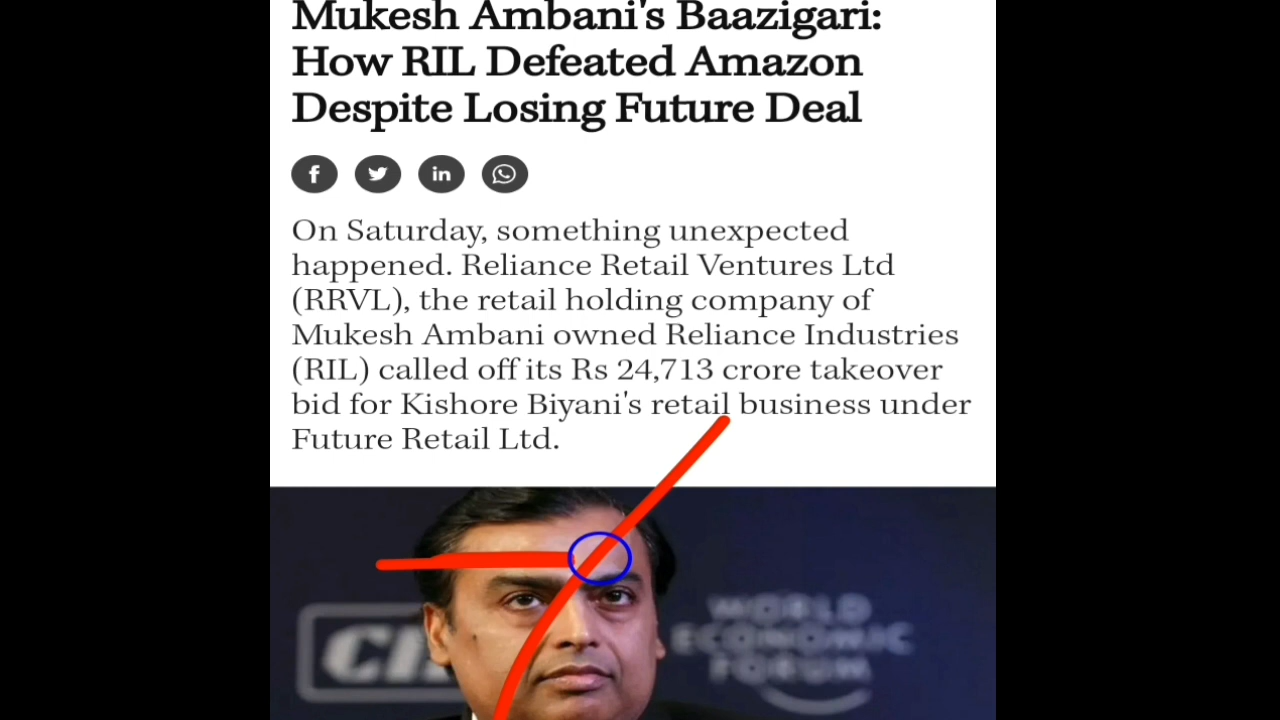 Mukesh Ambani's Baazigari:
How RIL Defeated Amazon
Despite Losing Future Deal
f in
On Saturday, something unexpected
happened. Reliance Retail Ventures Ltd
(RRVL), the retail holding company of
Mukesh Ambani owned Reliance Industries
(RIL) called off its Rs 24,713 crore takeover
bid for Kishore Biyani's retail business under
Future Retail Ltd.
WORLD
ECONOMIC
FORUM